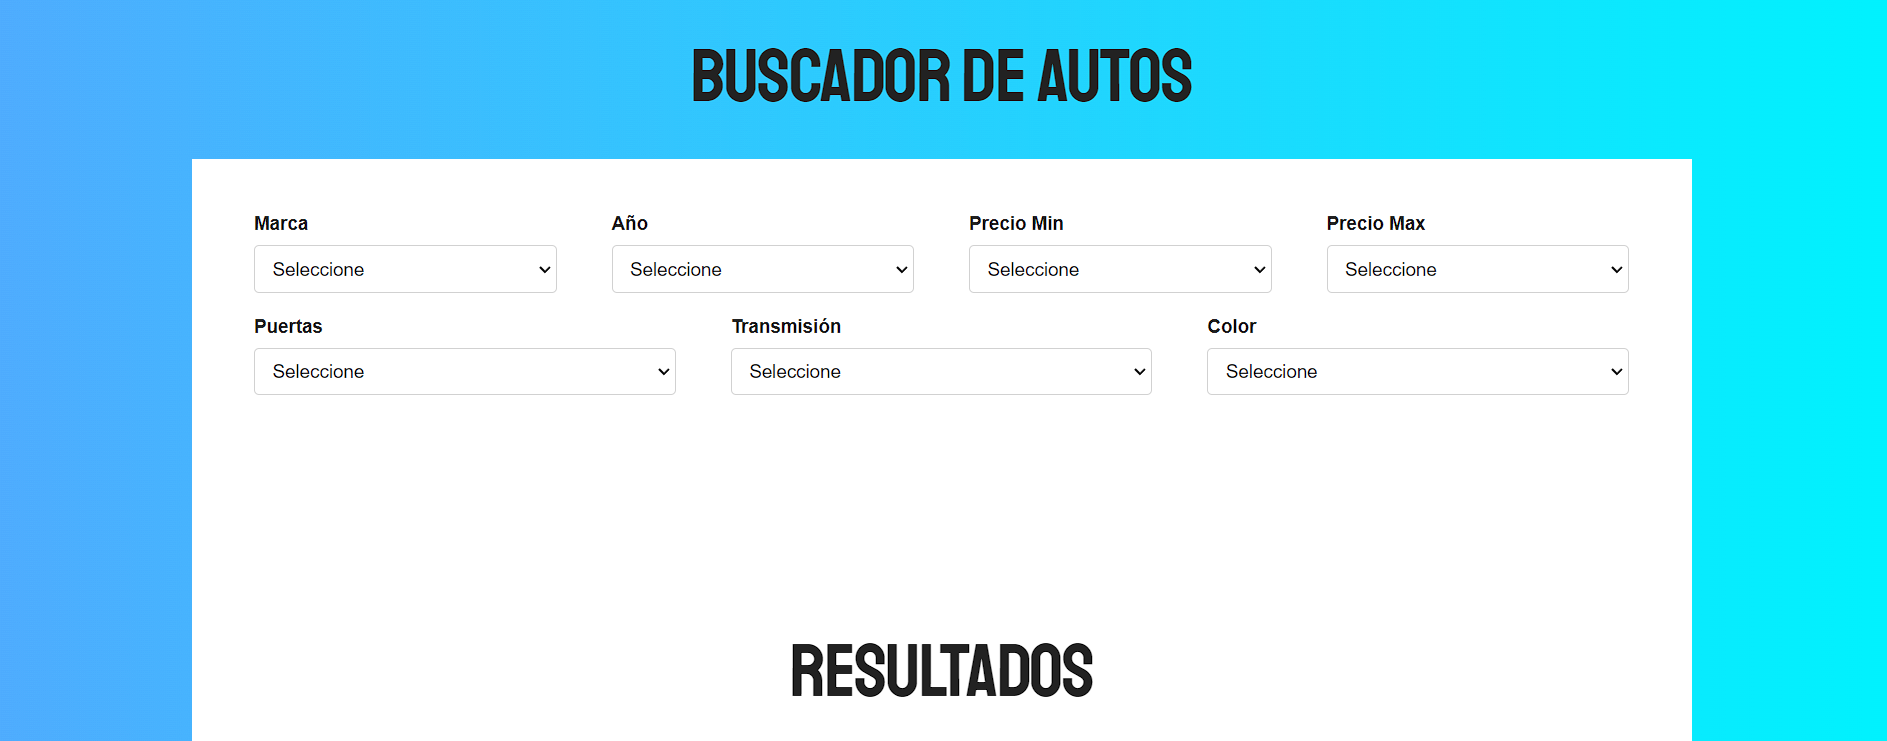 BUSCADOR DE AUTOS
Marca Año Precio Min Precio Max
Seleccione Seleccione Seleccione Seleccione
Puertas Transmisión Color
Seleccione Seleccione Seleccione
RESULTADOS